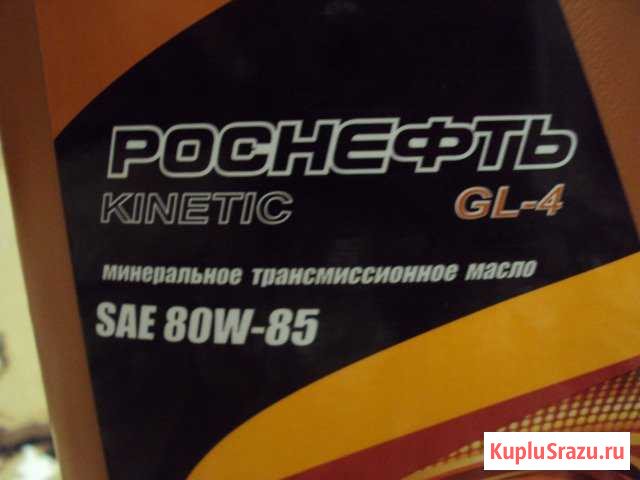 РОСНЕФТЬ
KINETIC GL-4
минеральное трансмиссионное масло
SAE 80W-85
KupluSrazu.ru